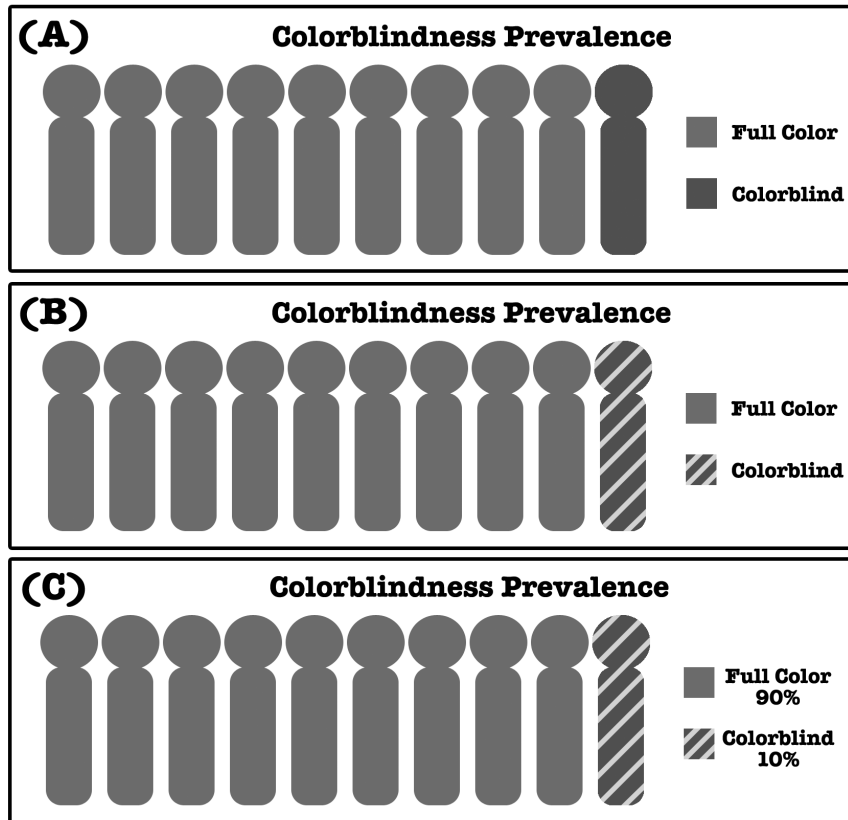 (A)
Colorblindness Prevalence
Full Color
Colorblind
(B)
Colorblindness Prevalence
Full Color
Colorblind
(C)
Colorblindness Prevalence
Full Color
90%
Colorblind
10%